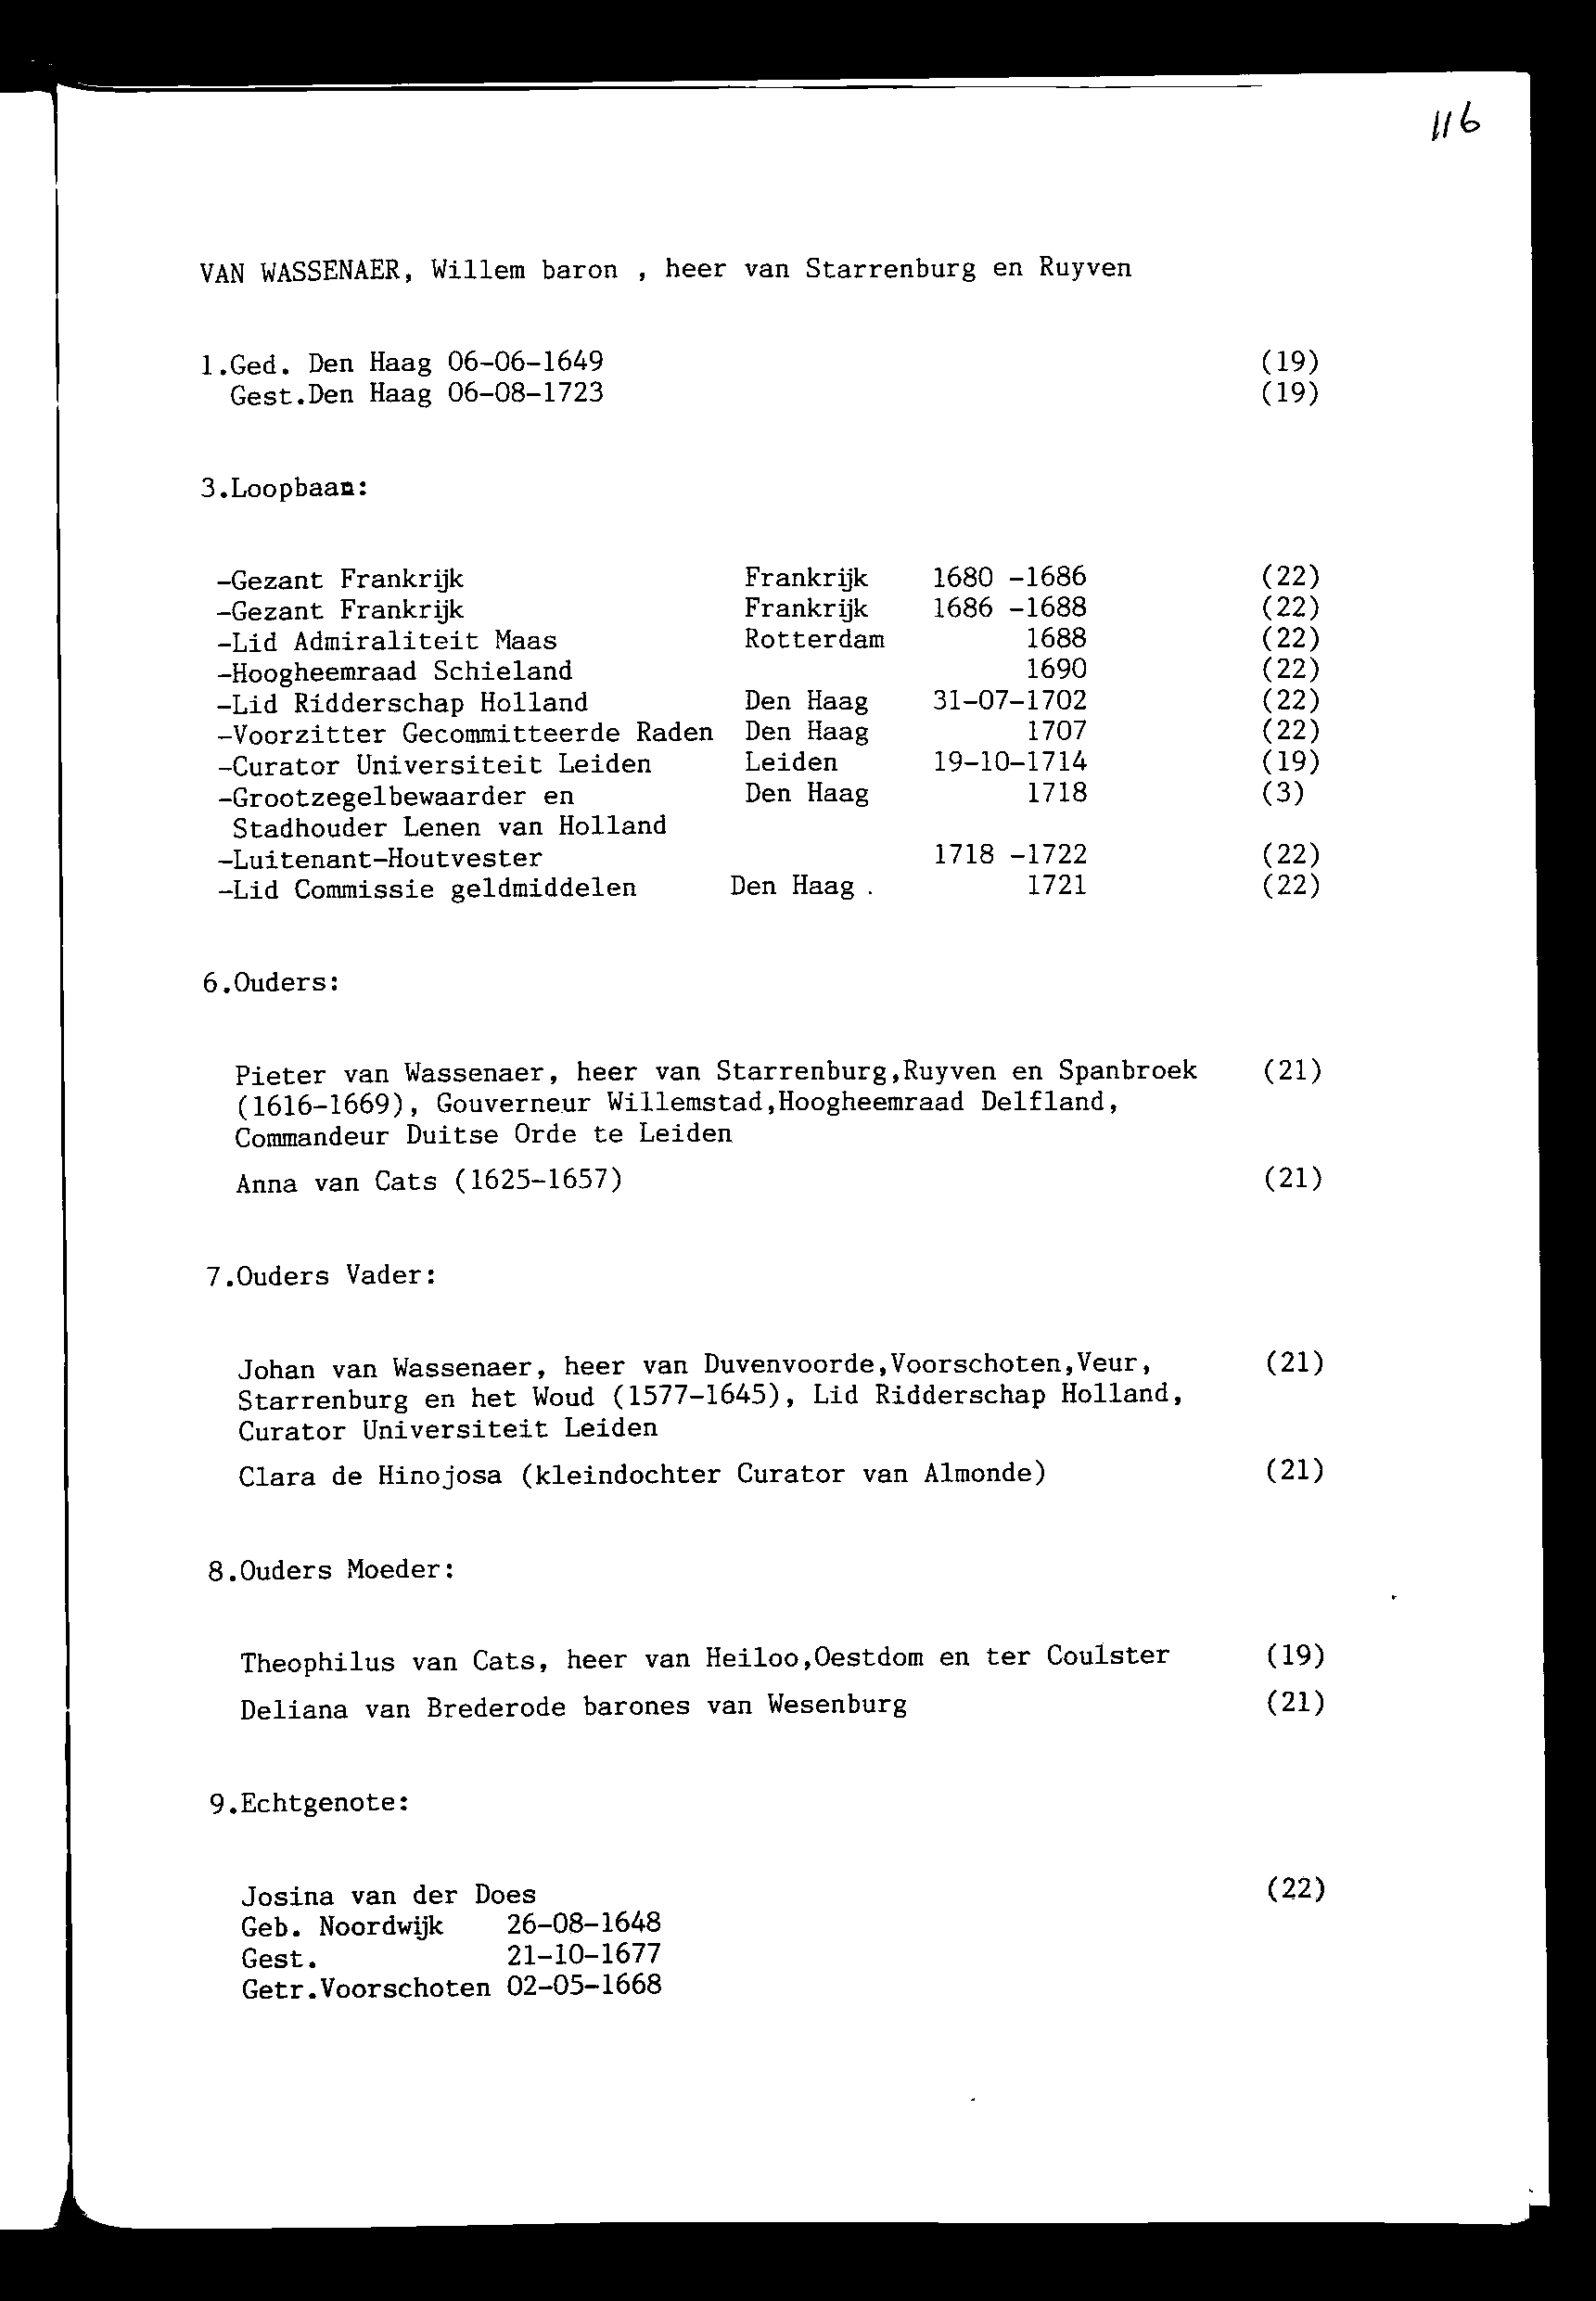 116
VAN WASSENAER, Willem baron , heer van Starrenburg en Ruyven
1.Ged. Den Haag 06-06-1649 (19)
Gest.Den Haag 06-08-1723 (19)
3.Loopbaan:
-Gezant Frankrijk Frankrijk 1680 -1686 (22)
-Gezant Frankrijk Frankrijk 1686 -1688 (22)
-Lid Admiraliteit Maas Rotterdam 1688 (22)
-Hoogheemraad Schieland 1690 (22)
-Lid Ridderschap Holland Den Haag 31-07-1702 (22)
-Voorzitter Gecommitteerde Raden Den Haag 1707 (22)
-Curator Universiteit Leiden Leiden 19-10-1714 (19)
-Grootzegelbewaarder en Den Haag 1718 (3)
Stadhouder Lenen van Holland
-Luitenant-Houtvester 1718 -1722 (22)
-Lid Commissie geldmiddelen Den Haag . 1721 (22)
6.Ouders:
Pieter van Wassenaer, heer van Starrenburg,Ruyven en Spanbroek (21)
(1616-1669), Gouverneur Willemstad,Hoogheemraad Delfland,
Commandeur Duitse Orde te Leiden
Anna van Cats (1625-1657) (21)
7.Ouders Vader:
Johan van Wassenaer, heer van Duvenvoorde,Voorschoten,Veur, (21)
Starrenburg en het Woud (1577-1645), Lid Ridderschap Holland,
Curator Universiteit Leiden
Clara de Hinojosa (kleindochter Curator van Almonde) (21)
8.Ouders Moeder:
Theophilus van Cats, heer van Heiloo,Oestdom en ter Coulster (19)
Deliana van Brederode barones van Wesenburg (21)
9.Echtgenote:
Josina van der Does (22)
Geb. Noordwijk 26-08-1648
Gest. 21-10-1677
Getr.Voorschoten 02-05-1668